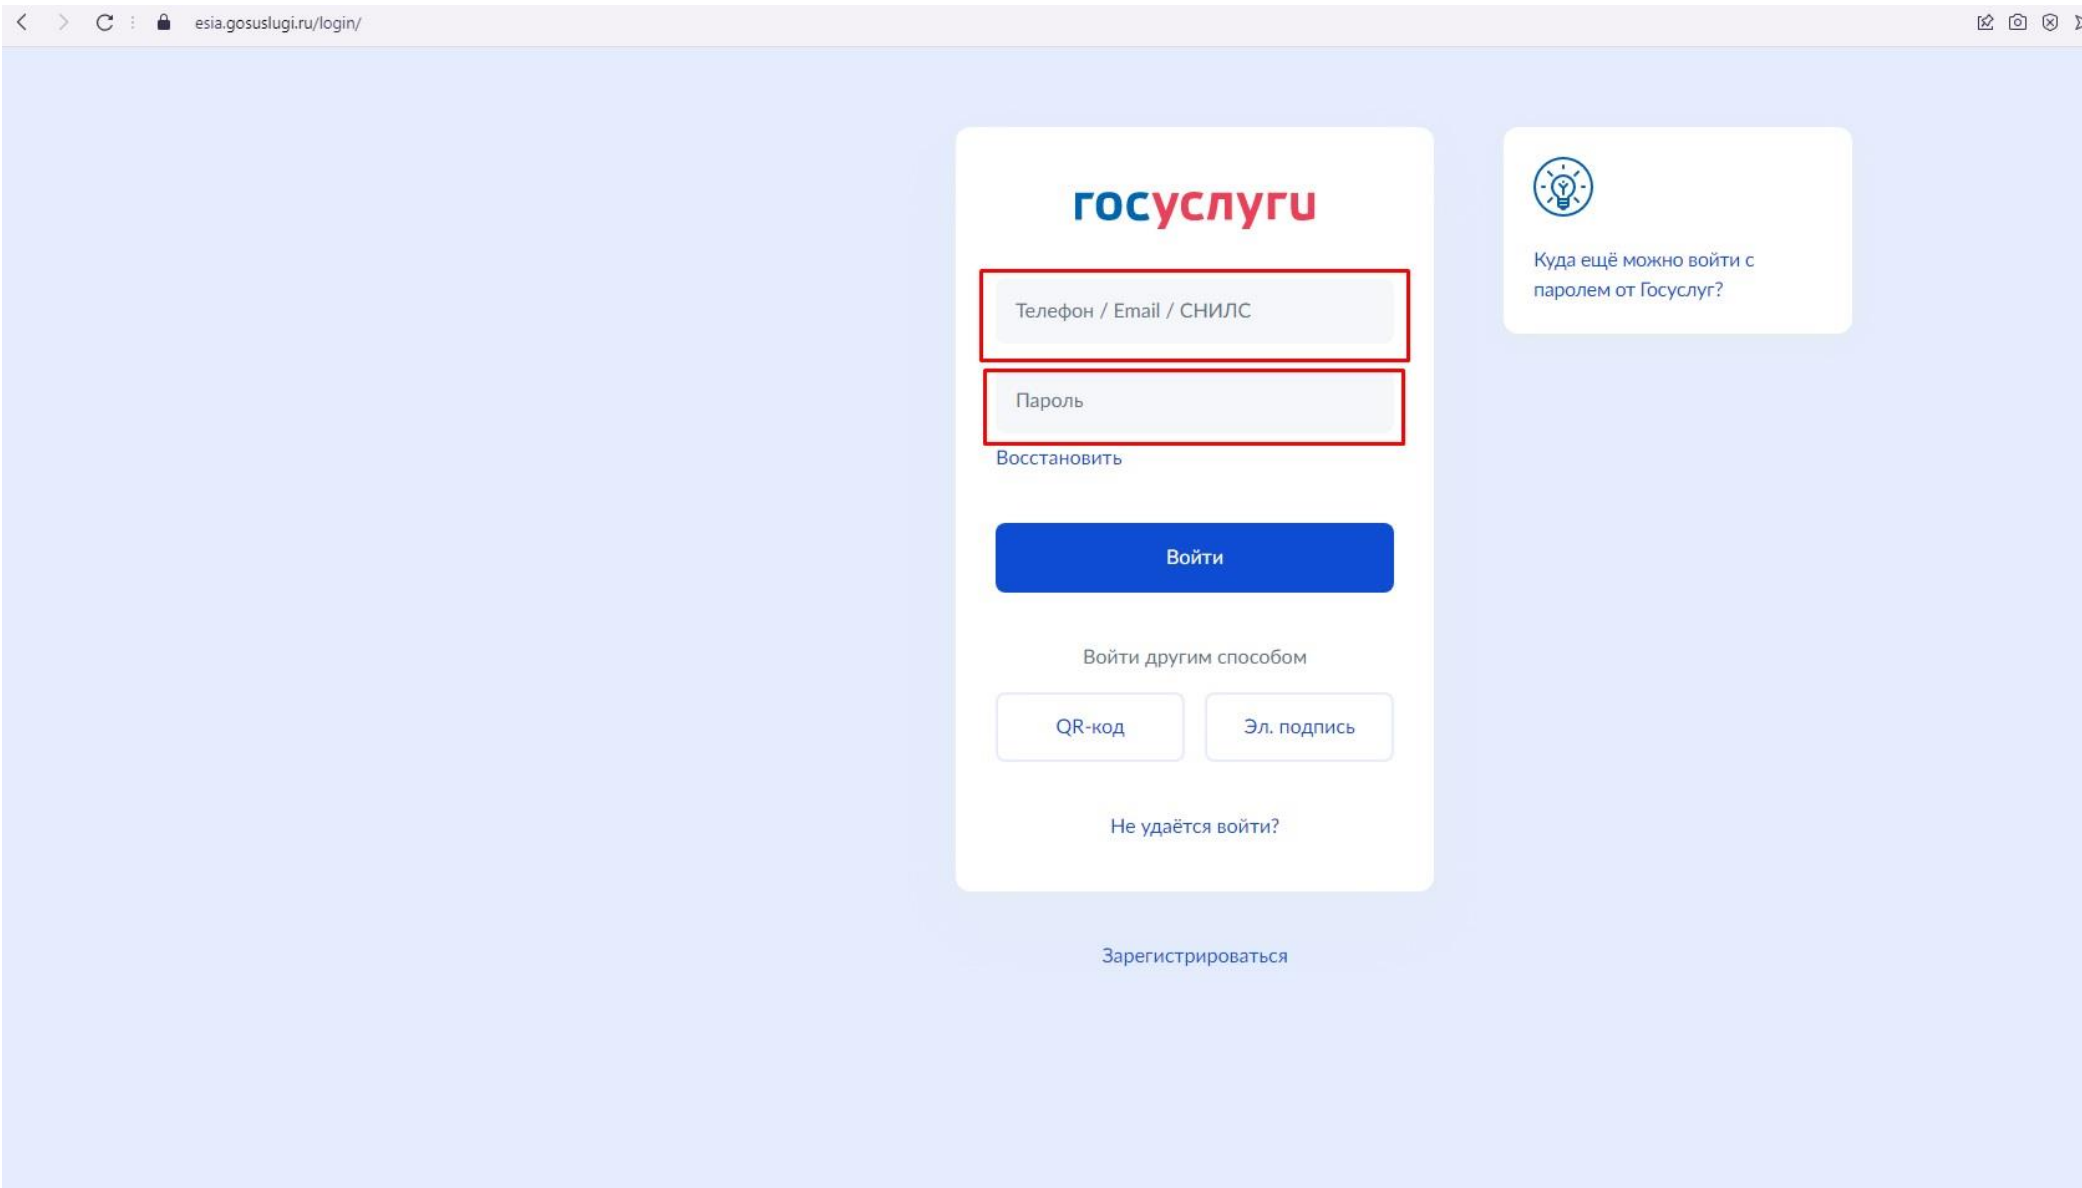 esia.gosuslugi.ru/login/
госуслуги
Телефон / Email / СНИЛС
Пароль
Восстановить
Войти
Войти другим способом
QR-код
Эл. подпись
Не удаётся войти?
Зарегистрироваться
Куда ещё можно войти с
паролем от Госуслуг?